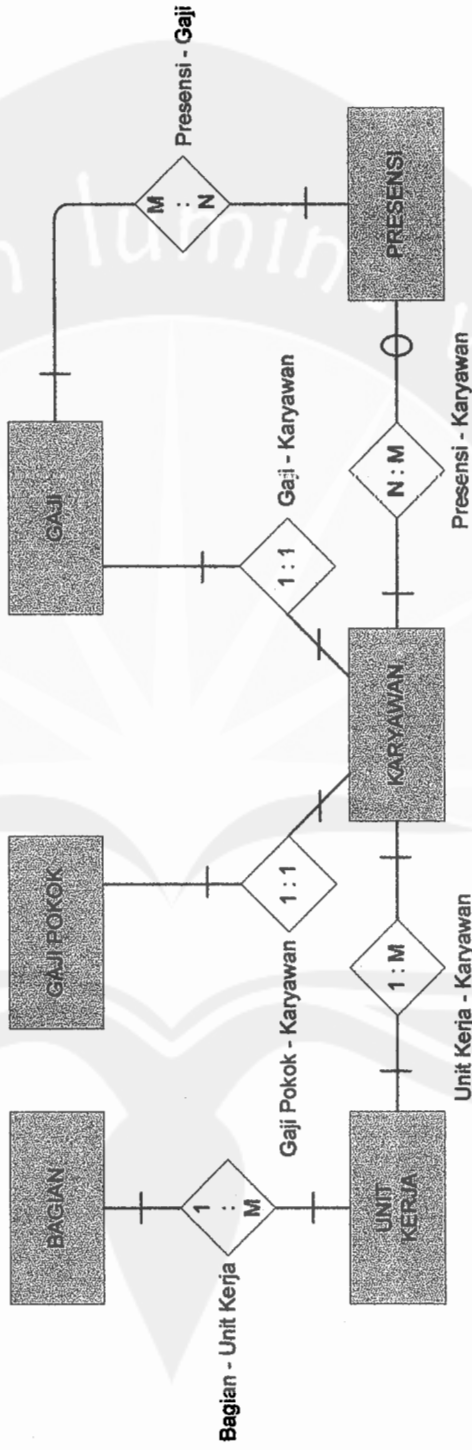 BAGIAN
GAJI POKOK
GAJI
1
:
M
Bagian - Unit Kerja
1 : 1
Gaji Pokok - Karyawan
1 : 1
Gaji - Karyawan
M
:
N
Presensi - Gaji
UNIT
KERJA
1 : M
Unit Kerja - Karyawan
KARYAWAN
N : M
Presensi - Karyawan
PRESENSI
lumin